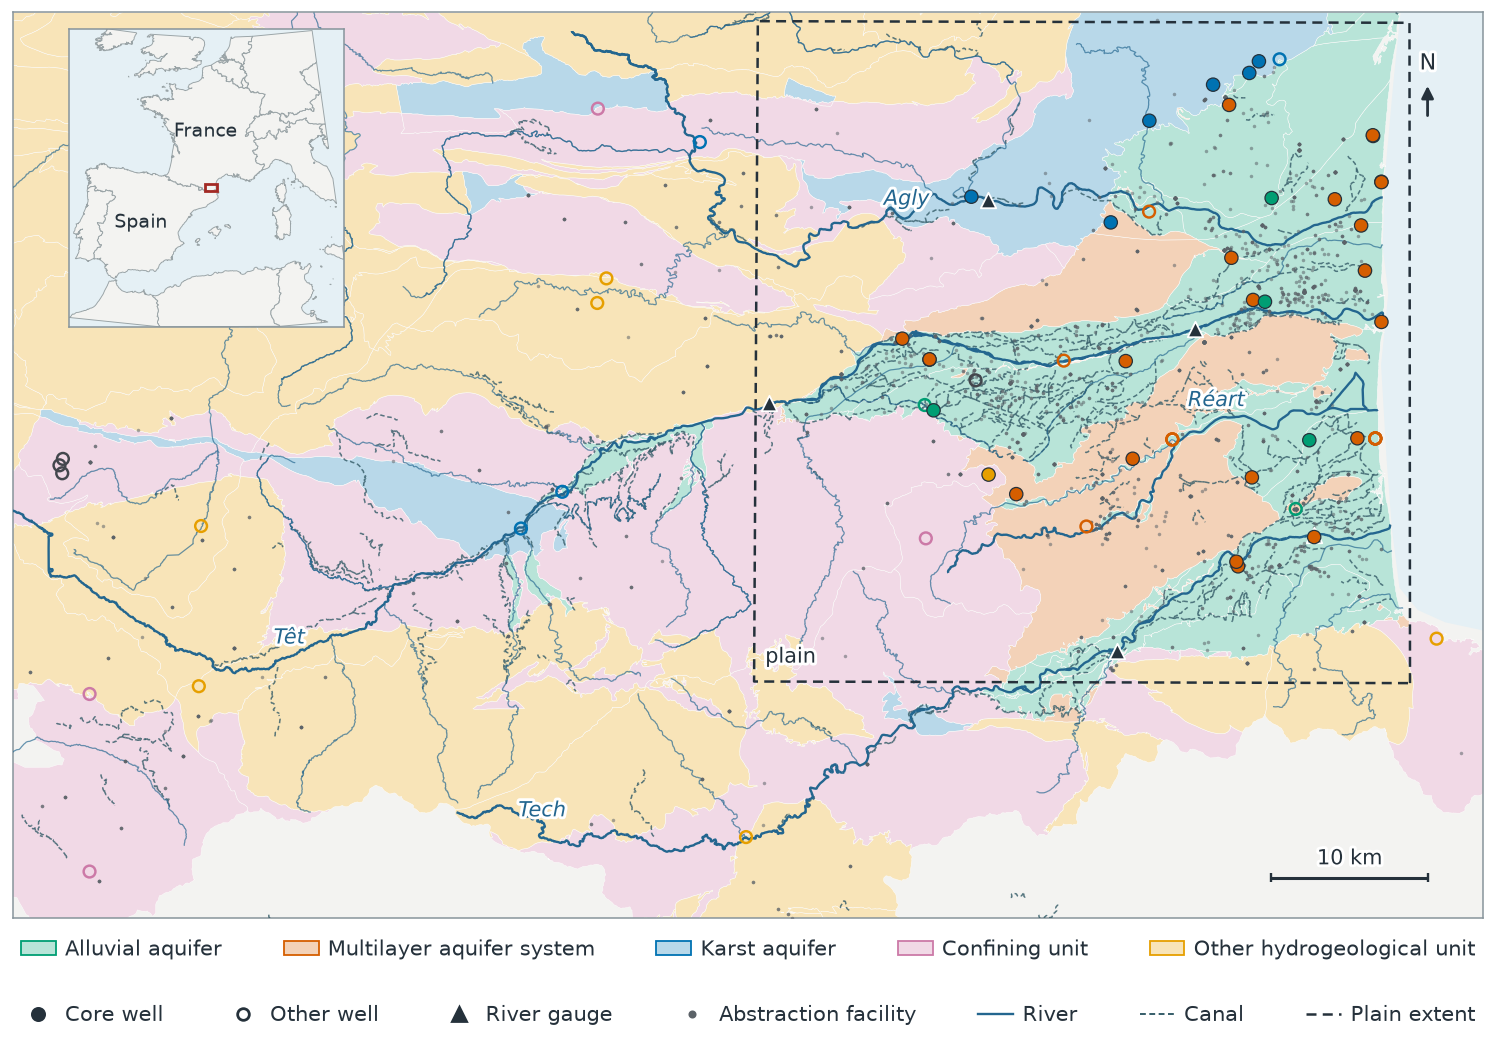 France
Spain
N
Agly
Réart
plain
Têt
Tech
10 km
Alluvial aquifer
Multilayer aquifer system
Karst aquifer
Confining unit
Other hydrogeological unit
Core well
Other well
River gauge
Abstraction facility
River
Canal
Plain extent